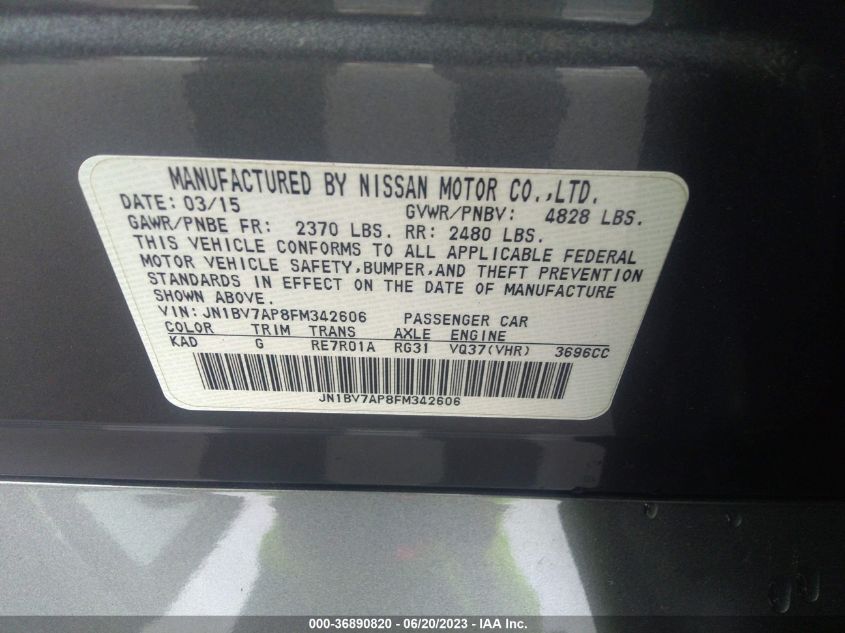 MANUFACTURED BY NISSAN MOTOR CO.,LTD.
DATE: 03/15 GVWR/PNBV: 4828 LBS.
GAWR/PNBE FR: 2370 LBS. RR: 2480 LBS.
THIS VEHICLE CONFORMS TO ALL APPLICABLE FEDERAL
MOTOR VEHICLE SAFETY,BUMPER,AND THEFT PREVENTION
STANDARDS IN EFFECT ON THE DATE OF MANUFACTURE
SHOWN ABOVE.
VIN: JN1BV7AP8FM342606 PASSENGER CAR
COLOR TRIM TRANS AXLE ENGINE
KAD G RE7R01A RG31 VQ37(VHR) 3696CC
JN1BV7AP8FM342606
000-36890820 - 06/20/2023 - IAA Inc.